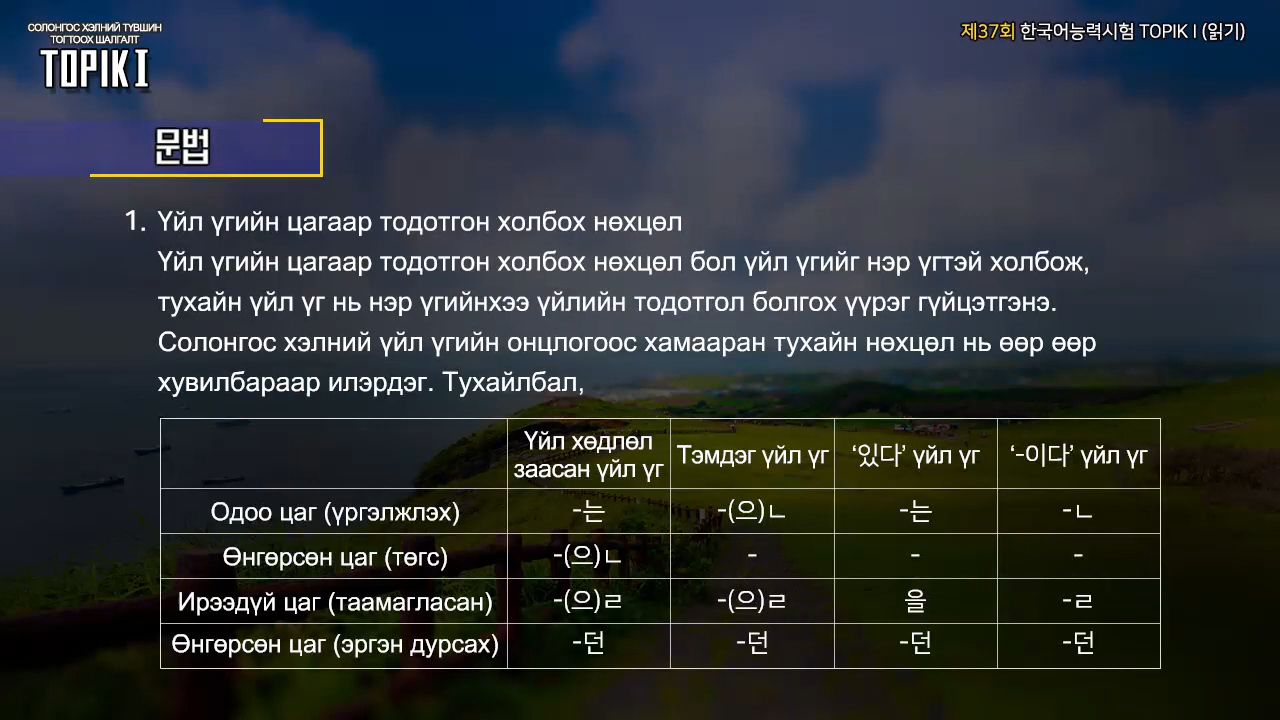 СОЛОНГОС ХЭЛНИЙ ТҮВШИН
ТОГТООХ ШАЛГАЛТ
TOPIK I
제37회 한국어능력시험 TOPIK I (읽기)
문법
1. Үйл үгийн цагаар тодотгон холбох нөхцөл
Үйл үгийн цагаар тодотгон холбох нөхцөл бол үйл үгийг нэр үгтэй холбож,
тухайн үйл үг нь нэр үгийнхээ үйлийн тодотгол болгох үүрэг гүйцэтгэнэ.
Солонгос хэлний үйл үгийн онцлогоос хамааран тухайн нөхцөл нь өөр өөр
хувилбараар илэрдэг. Тухайлбал,
Үйл хөдлөл
заасан үйл үг
Тэмдэг үйл үг
‘있다’ үйл үг
‘-이다’ үйл үг
Одоо цаг (үргэлжлэх) -는 -(으)ㄴ -는 -ㄴ
Өнгөрсөн цаг (төгс) -(으)ㄴ - - -
Ирээдүй цаг (таамагласан) -(으)ㄹ -(으)ㄹ 을 -ㄹ
Өнгөрсөн цаг (эргэн дурсах) -던 -던 -던 -던